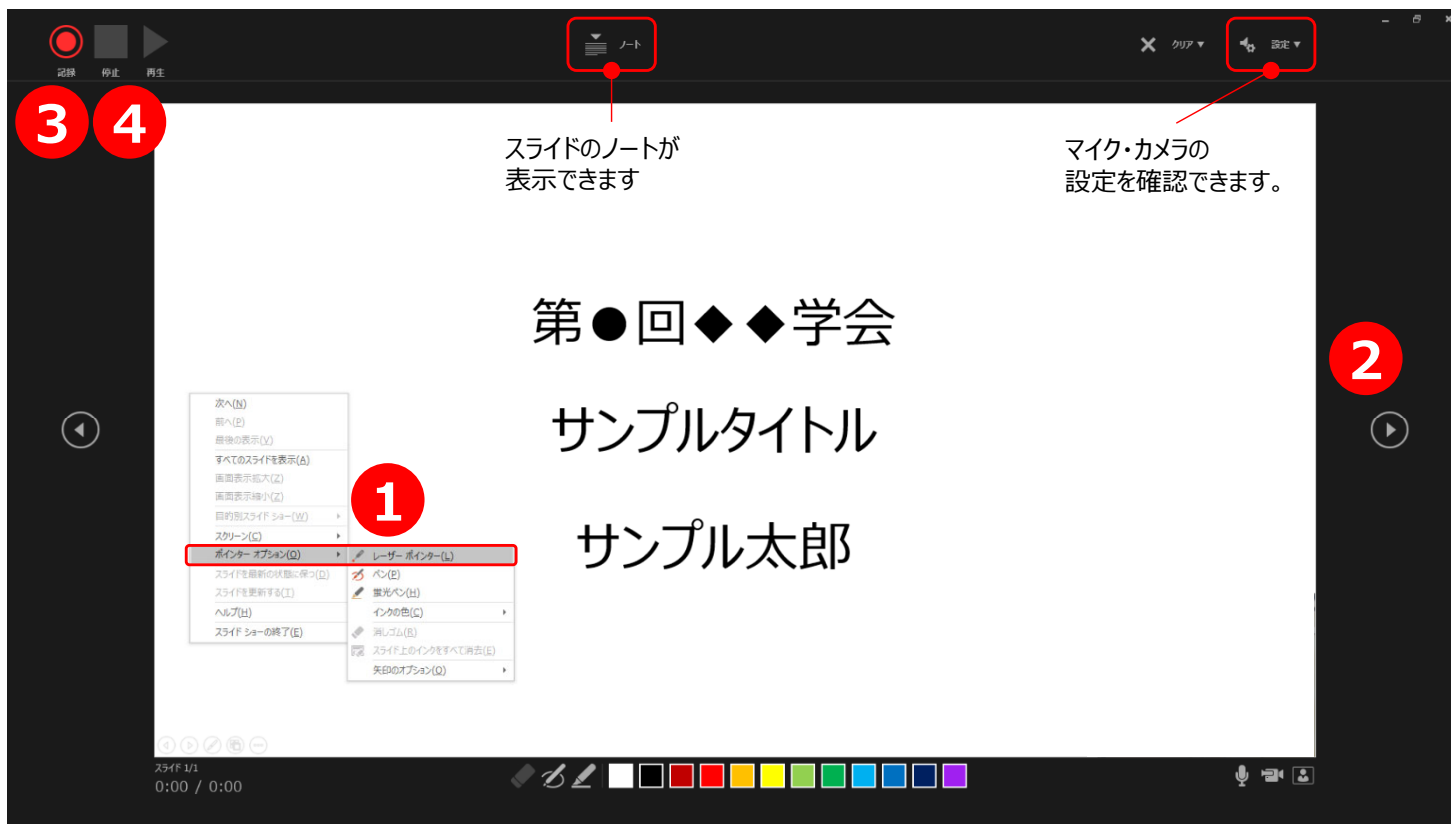 記録 停止 再生
ノート
クリア ▼
設定 ▼
3 4
スライドのノートが
表示できます
マイク・カメラの
設定を確認できます。
第●回◆◆学会
サンプルタイトル
サンプル太郎
2
1
次へ(N)
前へ(P)
最後の表示(V)
すべてのスライドを表示(A)
画面表示拡大(Z)
画面表示縮小(Z)
目的別スライド ショー(W)
スクリーン(C)
ポインター オプション(O)
スライドを最新の状態に保つ(D)
スライドを更新する(T)
ヘルプ(H)
スライド ショーの終了(E)
レーザー ポインター(L)
ペン(P)
蛍光ペン(H)
インクの色(C)
消しゴム(R)
スライド上のインクをすべて消去(E)
矢印のオプション(O)
スライド 1/1
0:00 / 0:00